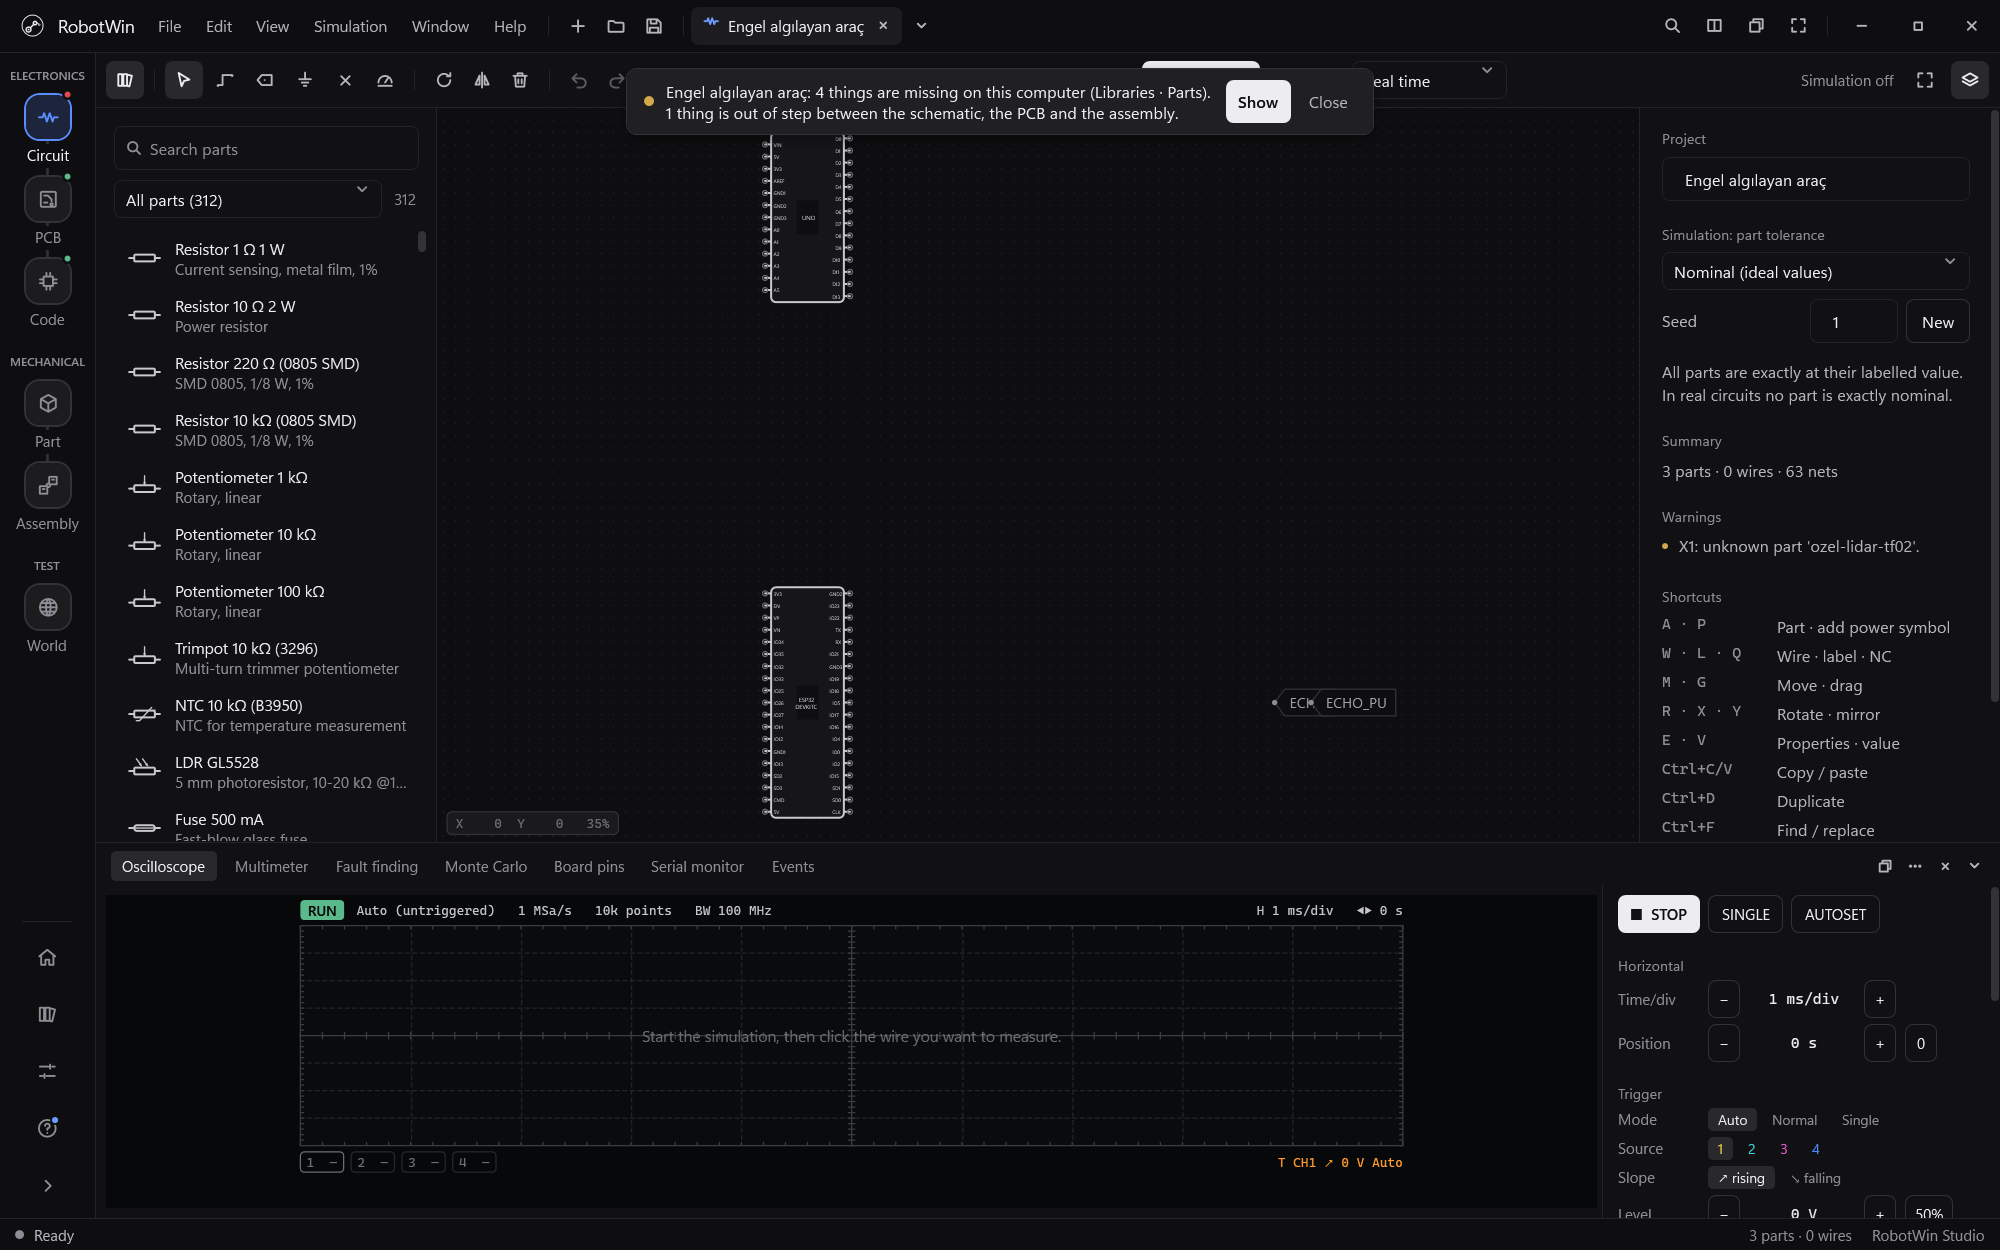 RobotWin File Edit View Simulation Window Help
Engel algılayan araç
ELECTRONICS
Circuit
PCB
Code
MECHANICAL
Part
Assembly
TEST
World
Engel algılayan araç: 4 things are missing on this computer (Libraries · Parts).
1 thing is out of step between the schematic, the PCB and the assembly.
Show Close
eal time
Simulation off
Search parts
All parts (312) 312
Resistor 1 Ω 1 W
Current sensing, metal film, 1%
Resistor 10 Ω 2 W
Power resistor
Resistor 220 Ω (0805 SMD)
SMD 0805, 1/8 W, 1%
Resistor 10 kΩ (0805 SMD)
SMD 0805, 1/8 W, 1%
Potentiometer 1 kΩ
Rotary, linear
Potentiometer 10 kΩ
Rotary, linear
Potentiometer 100 kΩ
Rotary, linear
Trimpot 10 kΩ (3296)
Multi-turn trimmer potentiometer
NTC 10 kΩ (B3950)
NTC for temperature measurement
LDR GL5528
5 mm photoresistor, 10-20 kΩ @1...
Fuse 500 mA
Fast-blow glass fuse
UNO
ESP32
DEVKITC
ECH
ECHO_PU
X 0 Y 0 35%
Project
Engel algılayan araç
Simulation: part tolerance
Nominal (ideal values)
Seed 1 New
All parts are exactly at their labelled value.
In real circuits no part is exactly nominal.
Summary
3 parts · 0 wires · 63 nets
Warnings
X1: unknown part 'ozel-lidar-tf02'.
Shortcuts
A · P Part · add power symbol
W · L · Q Wire · label · NC
M · G Move · drag
R · X · Y Rotate · mirror
E · V Properties · value
Ctrl+C/V Copy / paste
Ctrl+D Duplicate
Ctrl+F Find / replace
Oscilloscope Multimeter Fault finding Monte Carlo Board pins Serial monitor Events
RUN Auto (untriggered) 1 MSa/s 10k points BW 100 MHz H 1 ms/div ◂▸ 0 s
Start the simulation, then click the wire you want to measure.
1 – 2 – 3 – 4 –
T CH1 ↗ 0 V Auto
STOP SINGLE AUTOSET
Horizontal
Time/div – 1 ms/div +
Position – 0 s + 0
Trigger
Mode Auto Normal Single
Source 1 2 3 4
Slope ↗ rising ↘ falling
Level – 0 V + 50%
Ready
3 parts · 0 wires RobotWin Studio